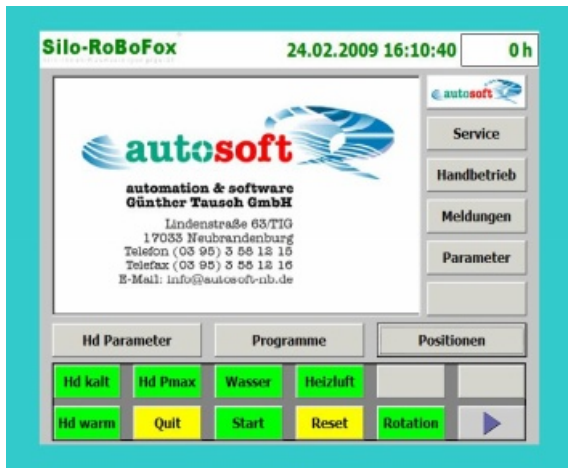 Silo-RoBoFox
24.02.2009 16:10:40
0 h
autosoft
automation & software
Günther Tausch GmbH
Lindenstraße 63/TIG
17033 Neubrandenburg
Telefon (03 95) 3 58 12 15
Telefax (03 95) 3 58 12 16
E-Mail: info@autosoft-nb.de
autosoft
Service
Handbetrieb
Meldungen
Parameter
Hd Parameter
Programme
Positionen
Hd kalt
Hd Pmax
Wasser
Heizluft
Hd warm
Quit
Start
Reset
Rotation